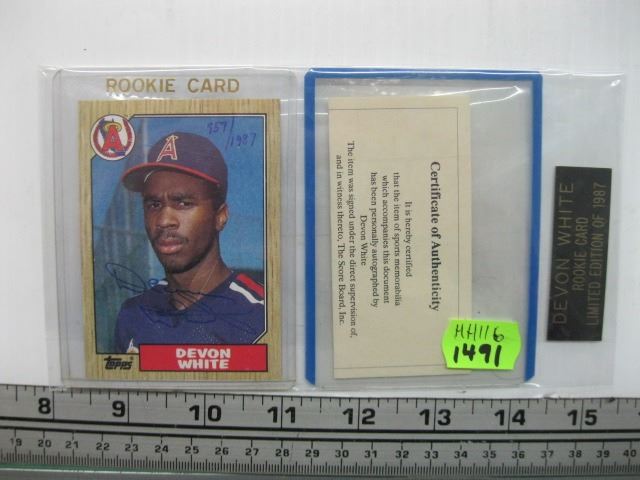 ROOKIE CARD
A
957/
1987
A
topps
DEVON
WHITE
Certificate of Authenticity
It is hereby certified
that the item of sports memorabilia
which accompanies this document
has been personally autographed by
Devon White
The item was signed under the direct supervision of,
and in witness thereto, The Score Board, Inc.
HH116
1491
DEVON WHITE
ROOKIE CARD
LIMITED EDITION OF 1987
8 9 10 11 12 13 14 15
19 20 21 22 23 24 25 26 27 28 29 30 31 32 33 34 35 36 37 38 39 40